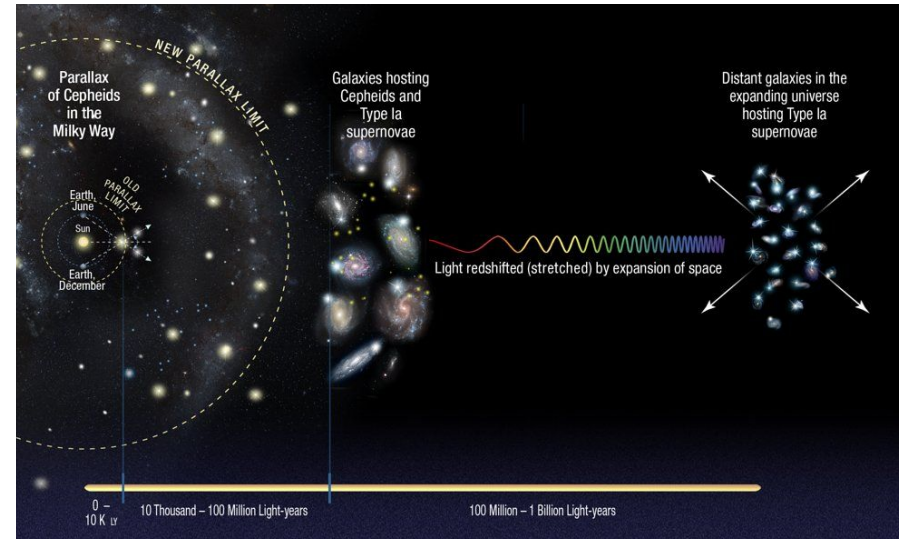 Parallax
of Cepheids
in the
Milky Way
NEW PARALLAX LIMIT
OLD
PARALLAX
LIMIT
Earth,
June
Sun
Earth,
December
Galaxies hosting
Cepheids and
Type Ia
supernovae
Light redshifted (stretched) by expansion of space
Distant galaxies in the
expanding universe
hosting Type Ia
supernovae
0 –
10 K LY
10 Thousand – 100 Million Light-years
100 Million – 1 Billion Light-years